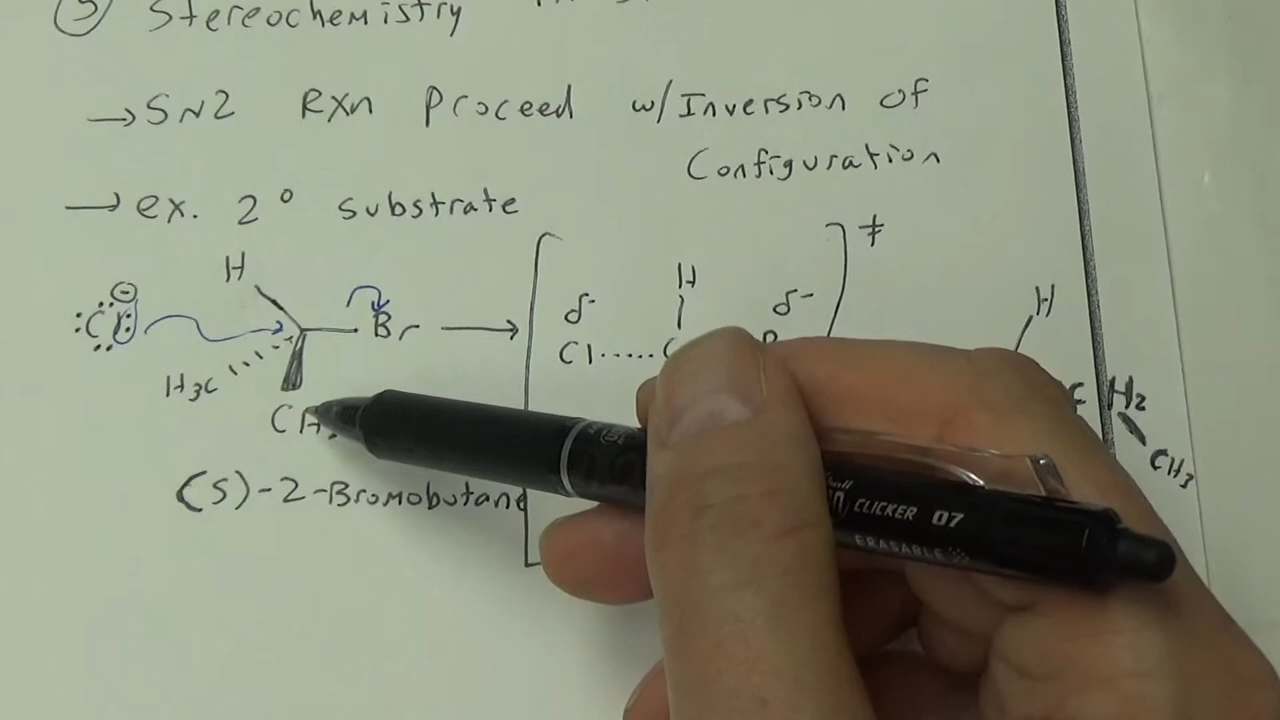 ③ Stereochemistry
→ SN2 Rxn Proceed w/Inversion of
Configuration
→ ex. 2° substrate
≠
H
:Cl:⊖
Br
H₃C
(S)-2-Bromobutane
δ⁻
H
δ⁻
Cl.....
H
H₂
CH₃
CLICKER 07
ERASABLE